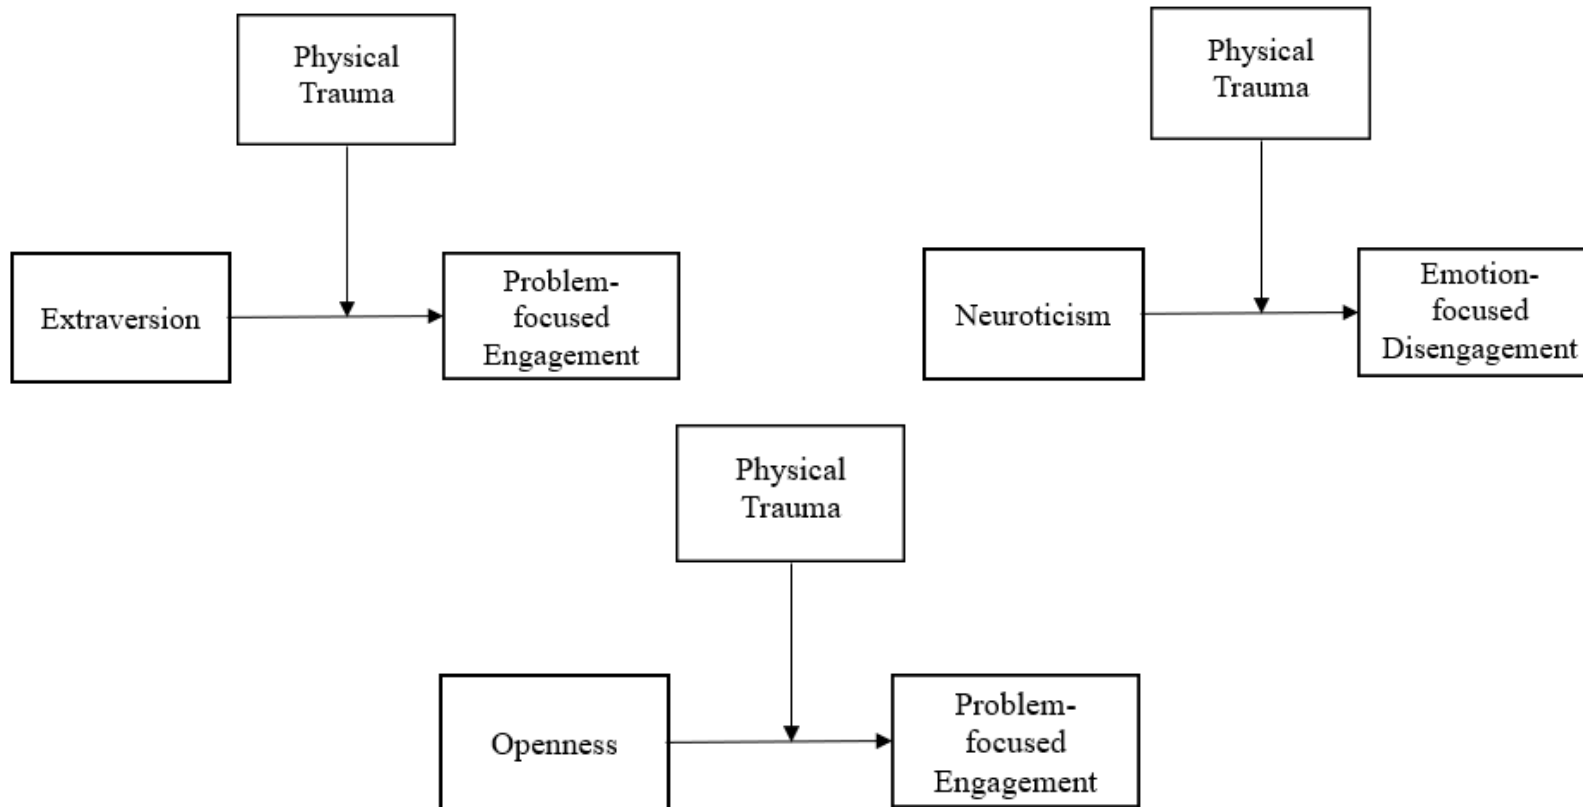 Physical
Trauma
Physical
Trauma
Extraversion
Problem-
focused
Engagement
Neuroticism
Emotion-
focused
Disengagement
Physical
Trauma
Openness
Problem-
focused
Engagement